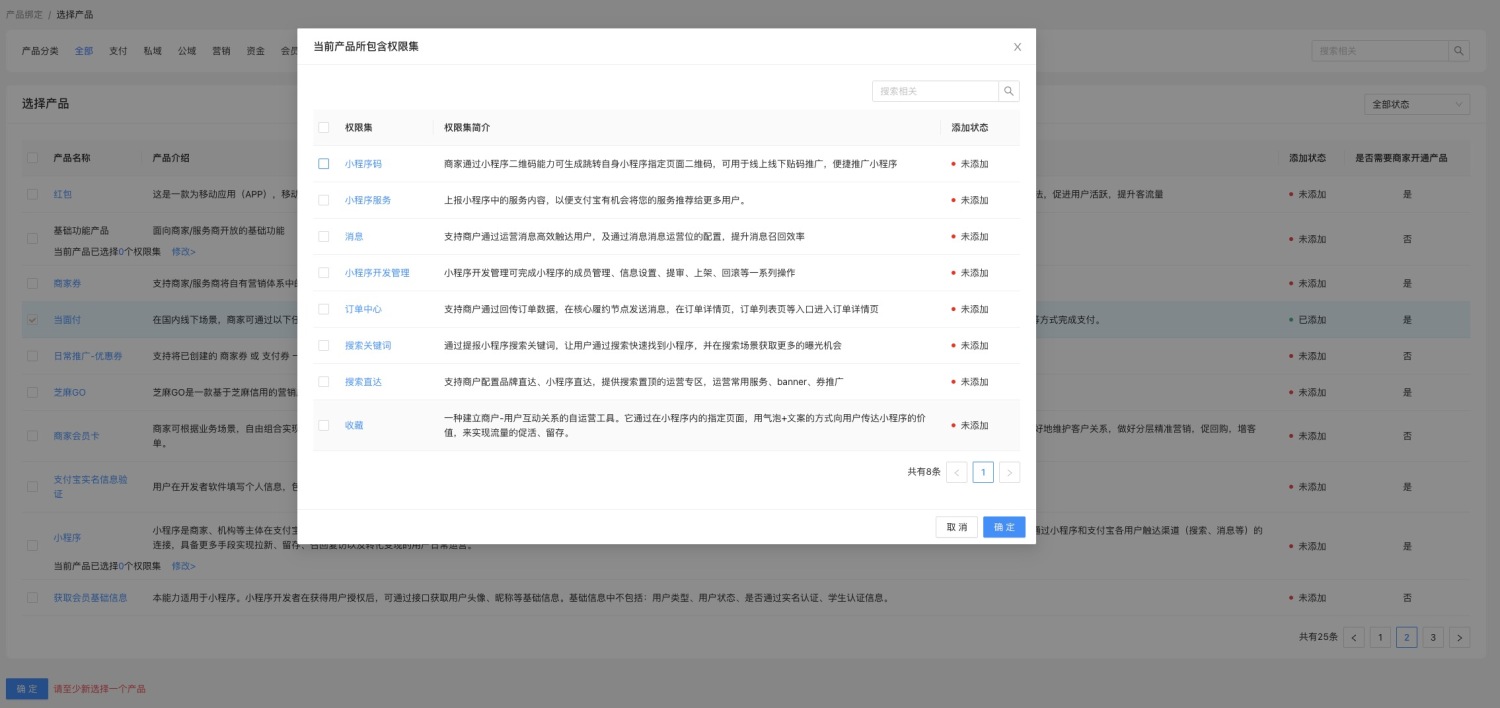 产品绑定 / 选择产品
产品分类 全部 支付 私域 公域 营销 资金 会员
搜索相关
选择产品
全部状态
产品名称 产品介绍 添加状态 是否需要商家开通产品
红包 这是一款为移动应用（APP），移动 法，促进用户活跃，提升客流量 未添加 是
基础功能产品 面向商家/服务商开放的基础功能 未添加 否
当前产品已选择0个权限集 修改>
商家券 支持商家/服务商将自有营销体系中的 未添加 是
当面付 在国内线下场景，商家可通过以下任 等方式完成支付。 已添加 是
日常推广-优惠券 支持将已创建的 商家券 或 支付券 一 未添加 否
芝麻GO 芝麻GO是一款基于芝麻信用的营销 未添加 是
商家会员卡 商家可根据业务场景，自由组合实现 好地维护客户关系，做好分层精准营销，促回购，增客
单。 未添加 否
支付宝实名信息验
证 用户在开发者软件填写个人信息，包 未添加 是
小程序 小程序是商家、机构等主体在支付宝 通过小程序和支付宝各用户触达渠道（搜索、消息等）的
连接，具备更多手段实现拉新、留存、召回复访以及转化变现的用户日常运营。 未添加 是
当前产品已选择0个权限集 修改>
获取会员基础信息 本能力适用于小程序。小程序开发者在获得用户授权后，可通过接口获取用户头像、昵称等基础信息。基础信息中不包括：用户类型、用户状态、是否通过实名认证、学生认证信息。 未添加 否
共有25条 < 1 2 3 >
确 定 请至少新选择一个产品
当前产品所包含权限集
搜索相关
权限集 权限集简介 添加状态
小程序码 商家通过小程序二维码能力可生成跳转自身小程序指定页面二维码，可用于线上线下贴码推广，便捷推广小程序 未添加
小程序服务 上报小程序中的服务内容，以便支付宝有机会将您的服务推荐给更多用户。 未添加
消息 支持商户通过运营消息高效触达用户，及通过消息消息运营位的配置，提升消息召回效率 未添加
小程序开发管理 小程序开发管理可完成小程序的成员管理、信息设置、提审、上架、回滚等一系列操作 未添加
订单中心 支持商户通过回传订单数据，在核心履约节点发送消息，在订单详情页，订单列表页等入口进入订单详情页 未添加
搜索关键词 通过提报小程序搜索关键词，让用户通过搜索快速找到小程序，并在搜索场景获取更多的曝光机会 未添加
搜索直达 支持商户配置品牌直达、小程序直达，提供搜索置顶的运营专区，运营常用服务、banner、券推广 未添加
收藏 一种建立商户-用户互动关系的自运营工具。它通过在小程序内的指定页面，用气泡+文案的方式向用户传达小程序的价
值，来实现流量的促活、留存。 未添加
共有8条 < 1 >
取 消 确 定